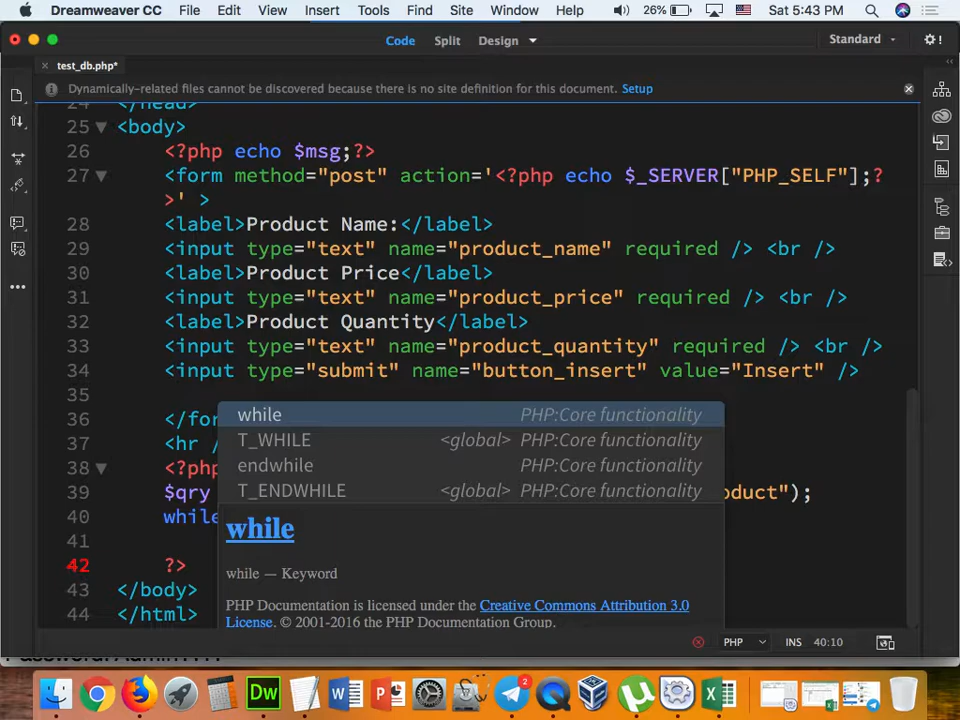 Dreamweaver CC File Edit View Insert Tools Find Site Window Help 26% Sat 5:43 PM
Code Split Design Standard
test_db.php*
Dynamically-related files cannot be discovered because there is no site definition for this document. Setup
24 </head>
25 <body>
26 <?php echo $msg;?>
27 <form method="post" action='<?php echo $_SERVER["PHP_SELF"];?
>' >
28 <label>Product Name:</label>
29 <input type="text" name="product_name" required /> <br />
30 <label>Product Price</label>
31 <input type="text" name="product_price" required /> <br />
32 <label>Product Quantity</label>
33 <input type="text" name="product_quantity" required /> <br />
34 <input type="submit" name="button_insert" value="Insert" />
35
36 </for
37 <hr /
38 <?php
39 $qry oduct");
40 while
41
42 ?>
43 </body>
44 </html>
while PHP:Core functionality
T_WHILE <global> PHP:Core functionality
endwhile PHP:Core functionality
T_ENDWHILE <global> PHP:Core functionality
while
while — Keyword
PHP Documentation is licensed under the Creative Commons Attribution 3.0
License. © 2001-2016 the PHP Documentation Group.
PHP INS 40:10
Dw
2